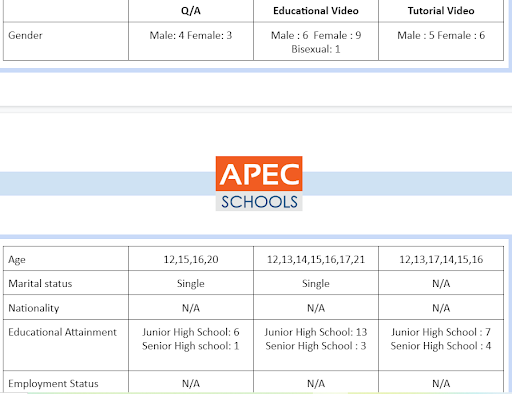 Q/A Educational Video Tutorial Video
Gender Male: 4 Female: 3 Male : 6 Female : 9 Male : 5 Female : 6
Bisexual: 1
APEC
SCHOOLS
Age 12,15,16,20 12,13,14,15,16,17,21 12,13,17,14,15,16
Marital status Single Single N/A
Nationality N/A N/A N/A
Educational Attainment Junior High School: 6 Junior High School: 13 Junior High School : 7
Senior High school: 1 Senior High School : 3 Senior High School : 4
Employment Status N/A N/A N/A